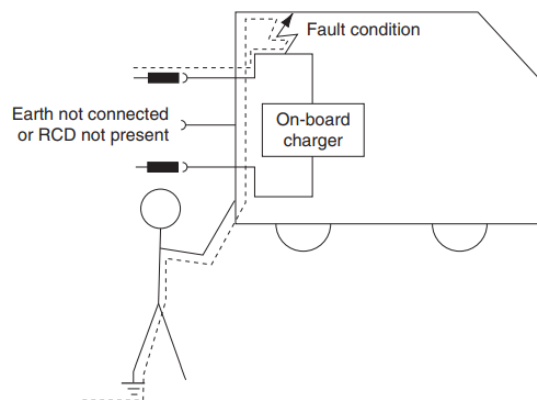 Fault condition
Earth not connected
or RCD not present
On-board
charger